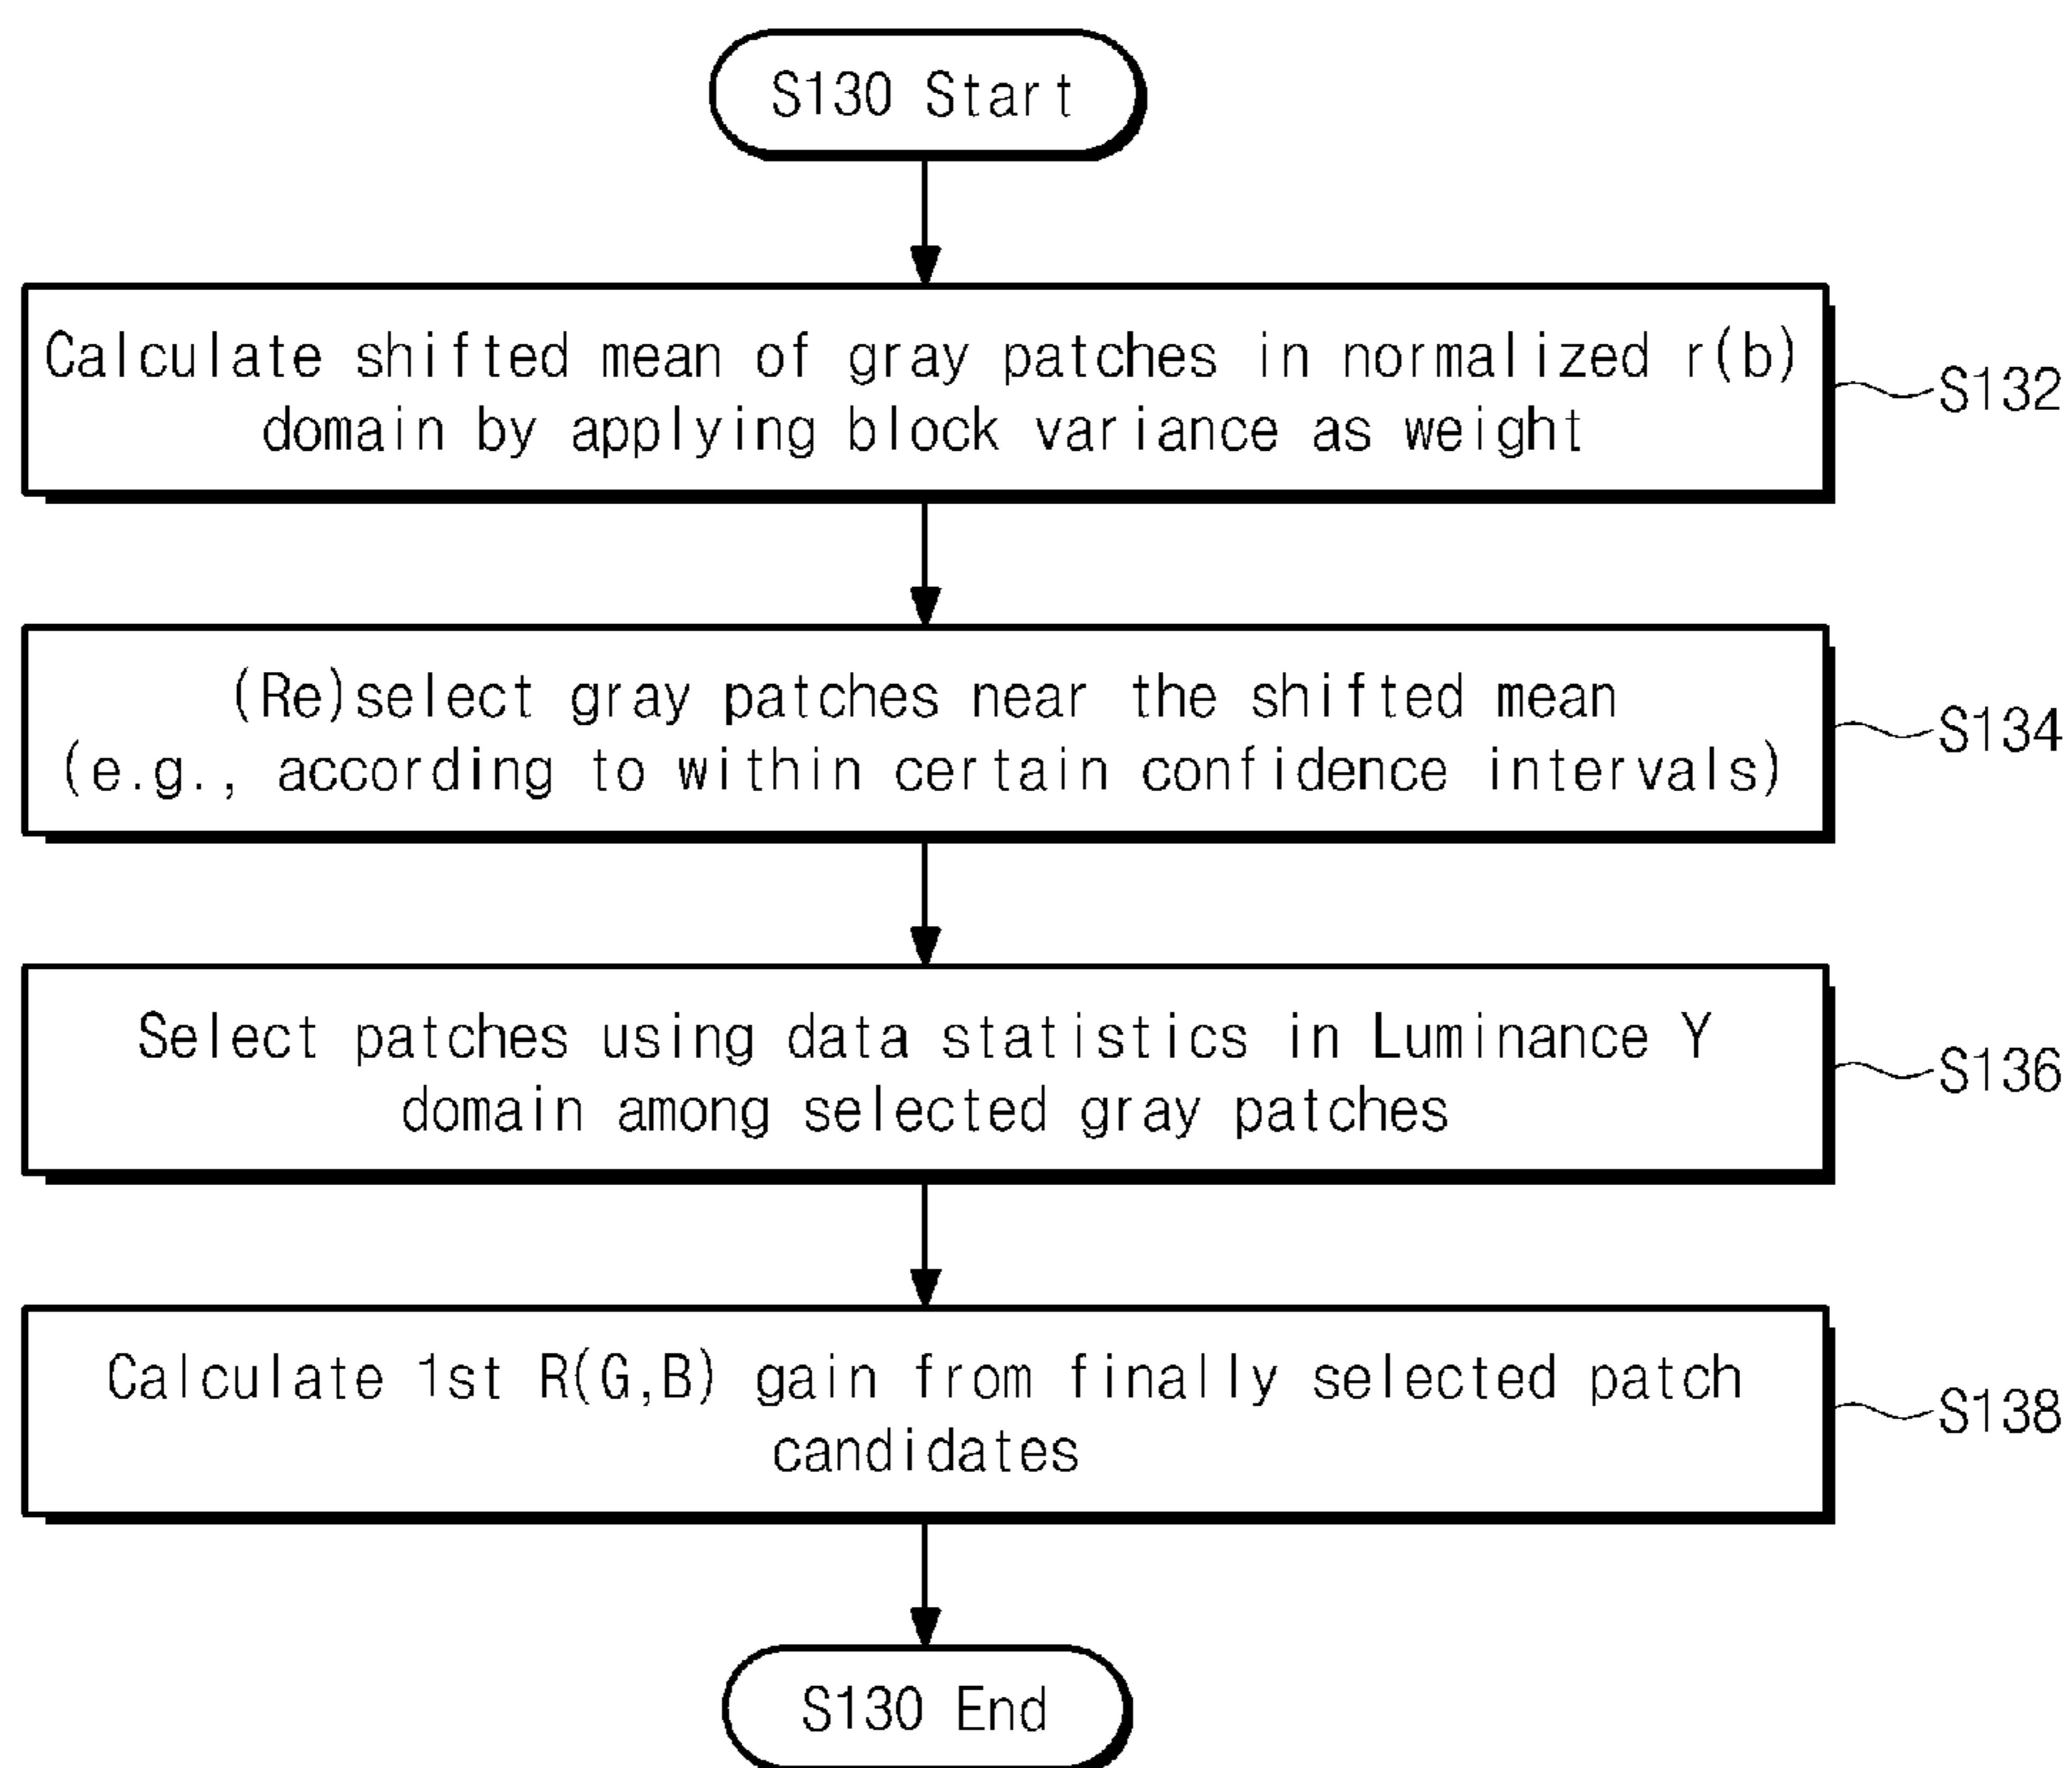 S130 Start
Calculate shifted mean of gray patches in normalized r(b)
domain by applying block variance as weight
S132
(Re)select gray patches near the shifted mean
(e.g., according to within certain confidence intervals)
S134
Select patches using data statistics in Luminance Y
domain among selected gray patches
S136
Calculate 1st R(G,B) gain from finally selected patch
candidates
S138
S130 End